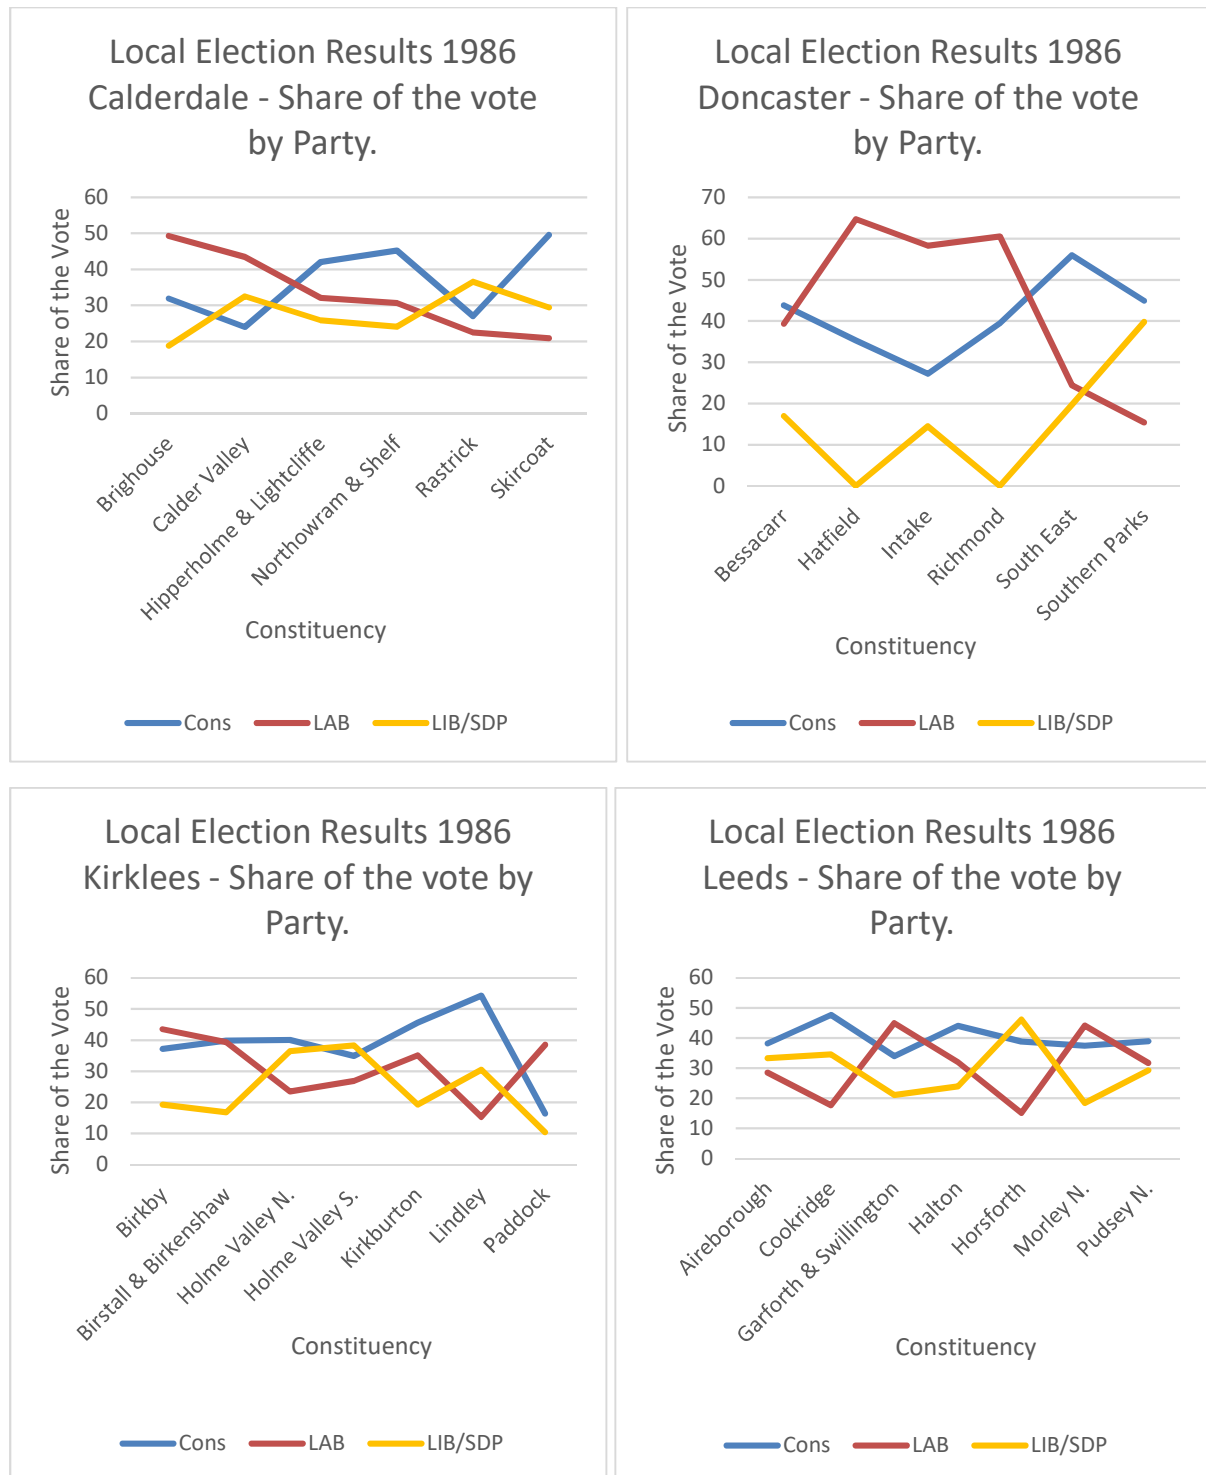 Local Election Results 1986
Calderdale - Share of the vote
by Party.
Share of the Vote
60
50
40
30
20
10
0
Brighouse
Calder Valley
Hipperholme & Lightcliffe
Northowram & Shelf
Rastrick
Skircoat
Constituency
Cons
LAB
LIB/SDP
Local Election Results 1986
Doncaster - Share of the vote
by Party.
Share of the Vote
70
60
50
40
30
20
10
0
Bessacarr
Hatfield
Intake
Richmond
South East
Southern Parks
Constituency
Cons
LAB
LIB/SDP
Local Election Results 1986
Kirklees - Share of the vote by
Party.
Share of the Vote
60
50
40
30
20
10
0
Birkby
Birstall & Birkenshaw
Holme Valley N.
Holme Valley S.
Kirkburton
Lindley
Paddock
Constituency
Cons
LAB
LIB/SDP
Local Election Results 1986
Leeds - Share of the vote by
Party.
Share of the Vote
60
50
40
30
20
10
0
Aireborough
Cookridge
Garforth & Swillington
Halton
Horsforth
Morley N.
Pudsey N.
Constituency
Cons
LAB
LIB/SDP